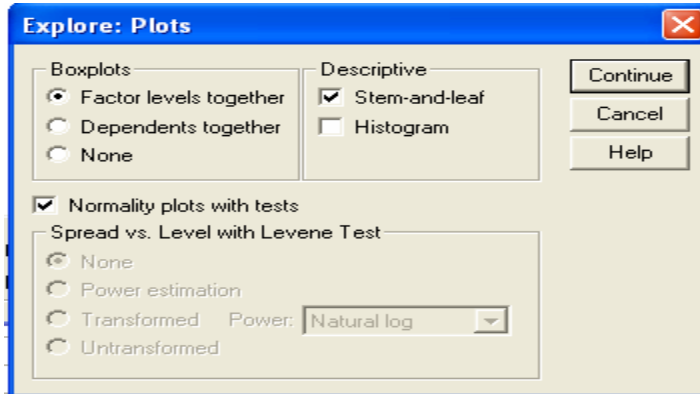 Explore: Plots
Boxplots
Factor levels together
Dependents together
None
Descriptive
Stem-and-leaf
Histogram
Continue
Cancel
Help
Normality plots with tests
Spread vs. Level with Levene Test
None
Power estimation
Transformed Power: Natural log
Untransformed